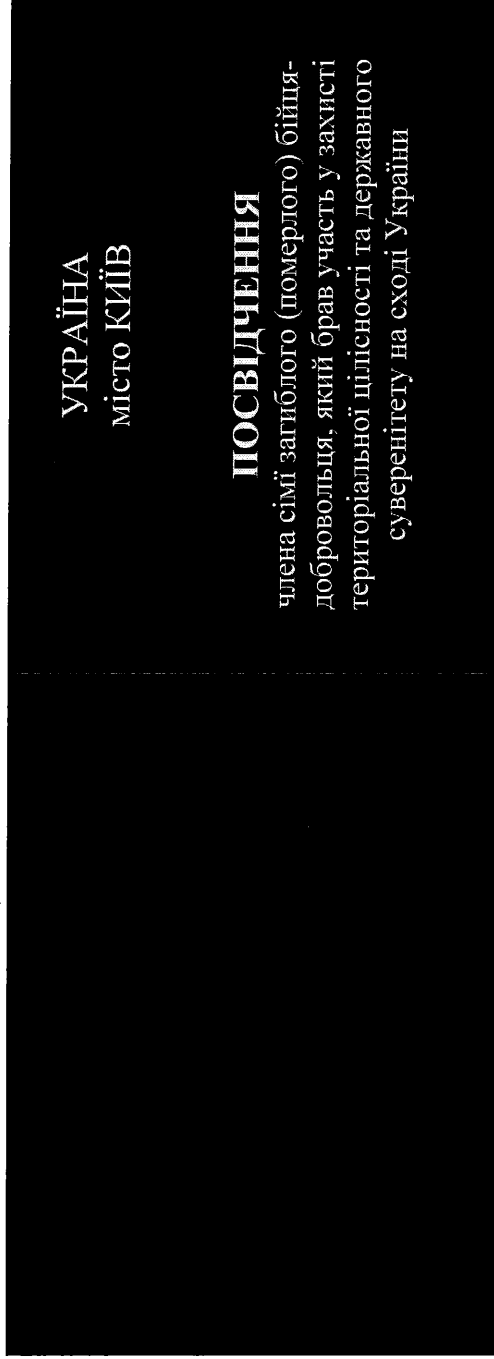 УКРАЇНА
місто КИЇВ
ПОСВІДЧЕННЯ
члена сімї загиблого (померлого) бійця-
добровольця, який брав участь у захисті
територіальної цілісності та державного
суверенітету на сході України